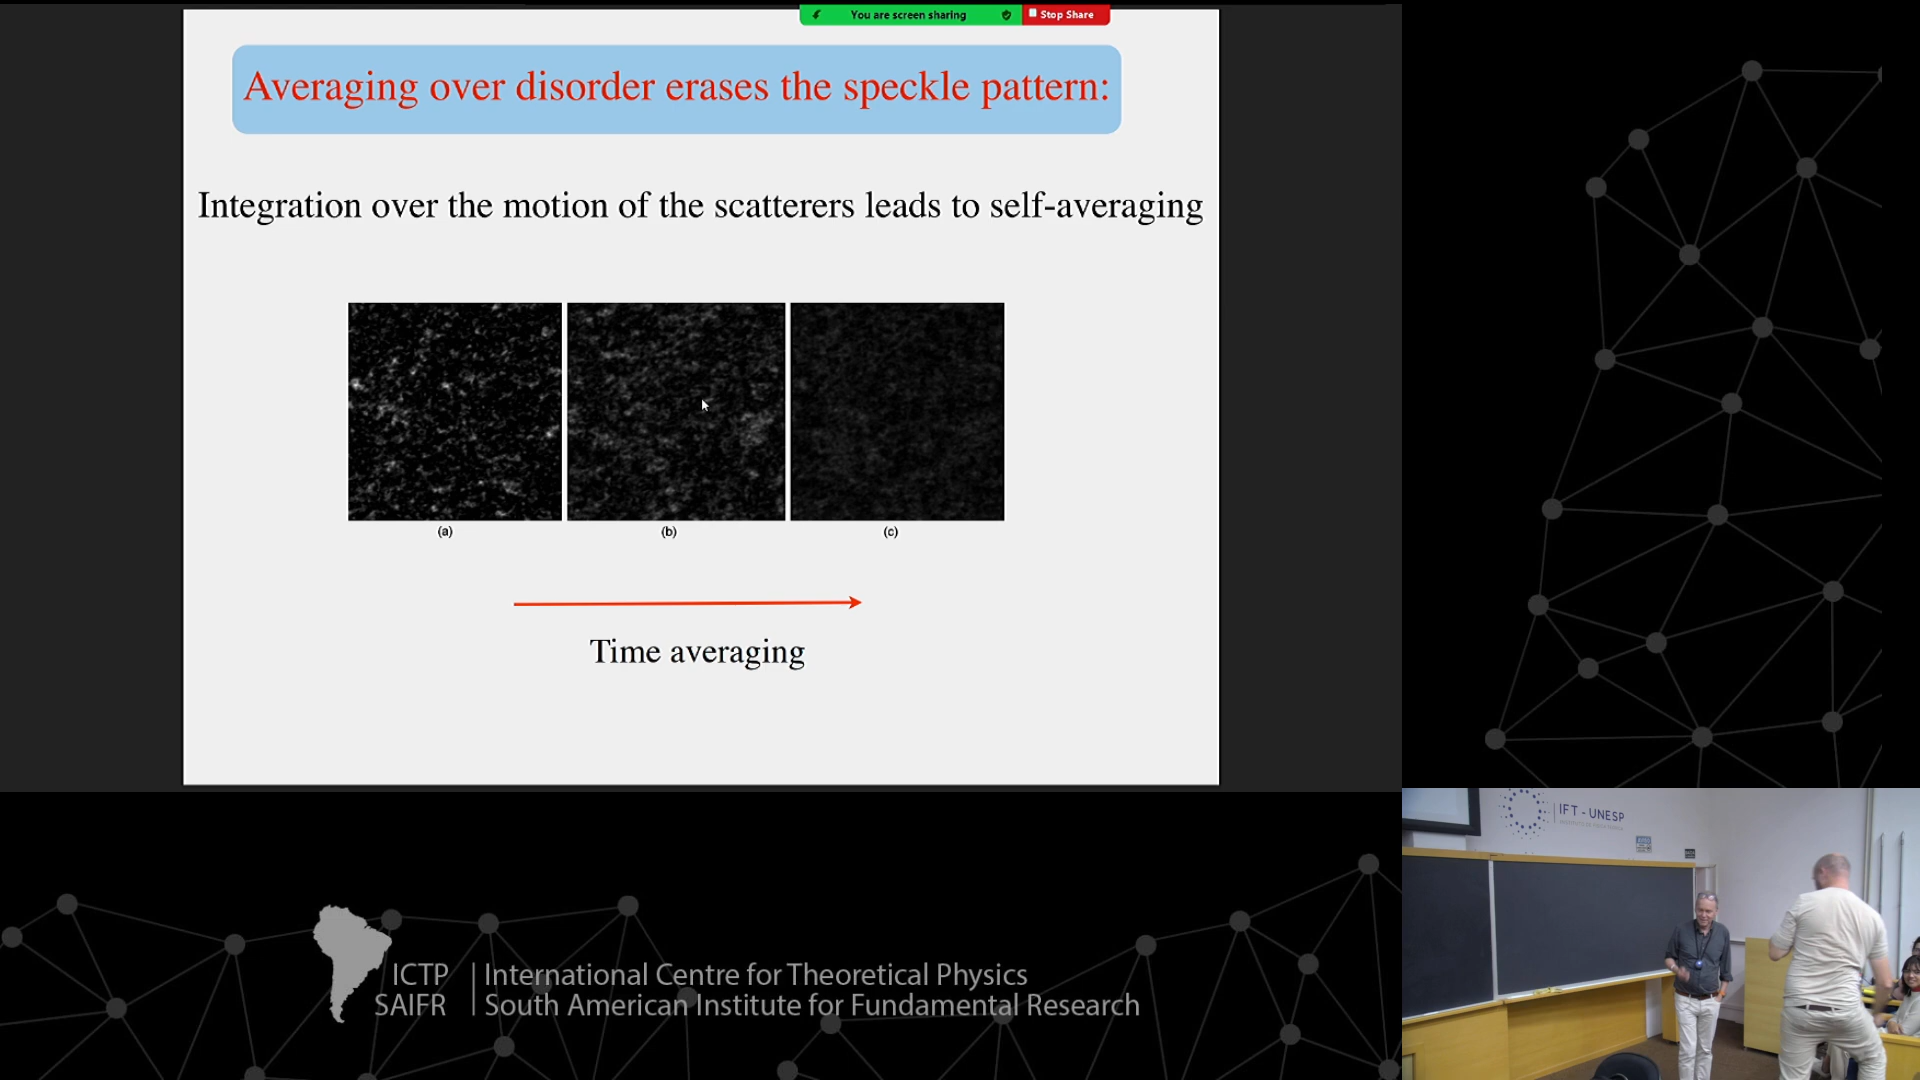 You are screen sharing
Stop Share
Averaging over disorder erases the speckle pattern:
Integration over the motion of the scatterers leads to self-averaging
(a)
(b)
(c)
Time averaging
IFT - UNESP
ICTP | International Centre for Theoretical Physics
SAIFR | South American Institute for Fundamental Research